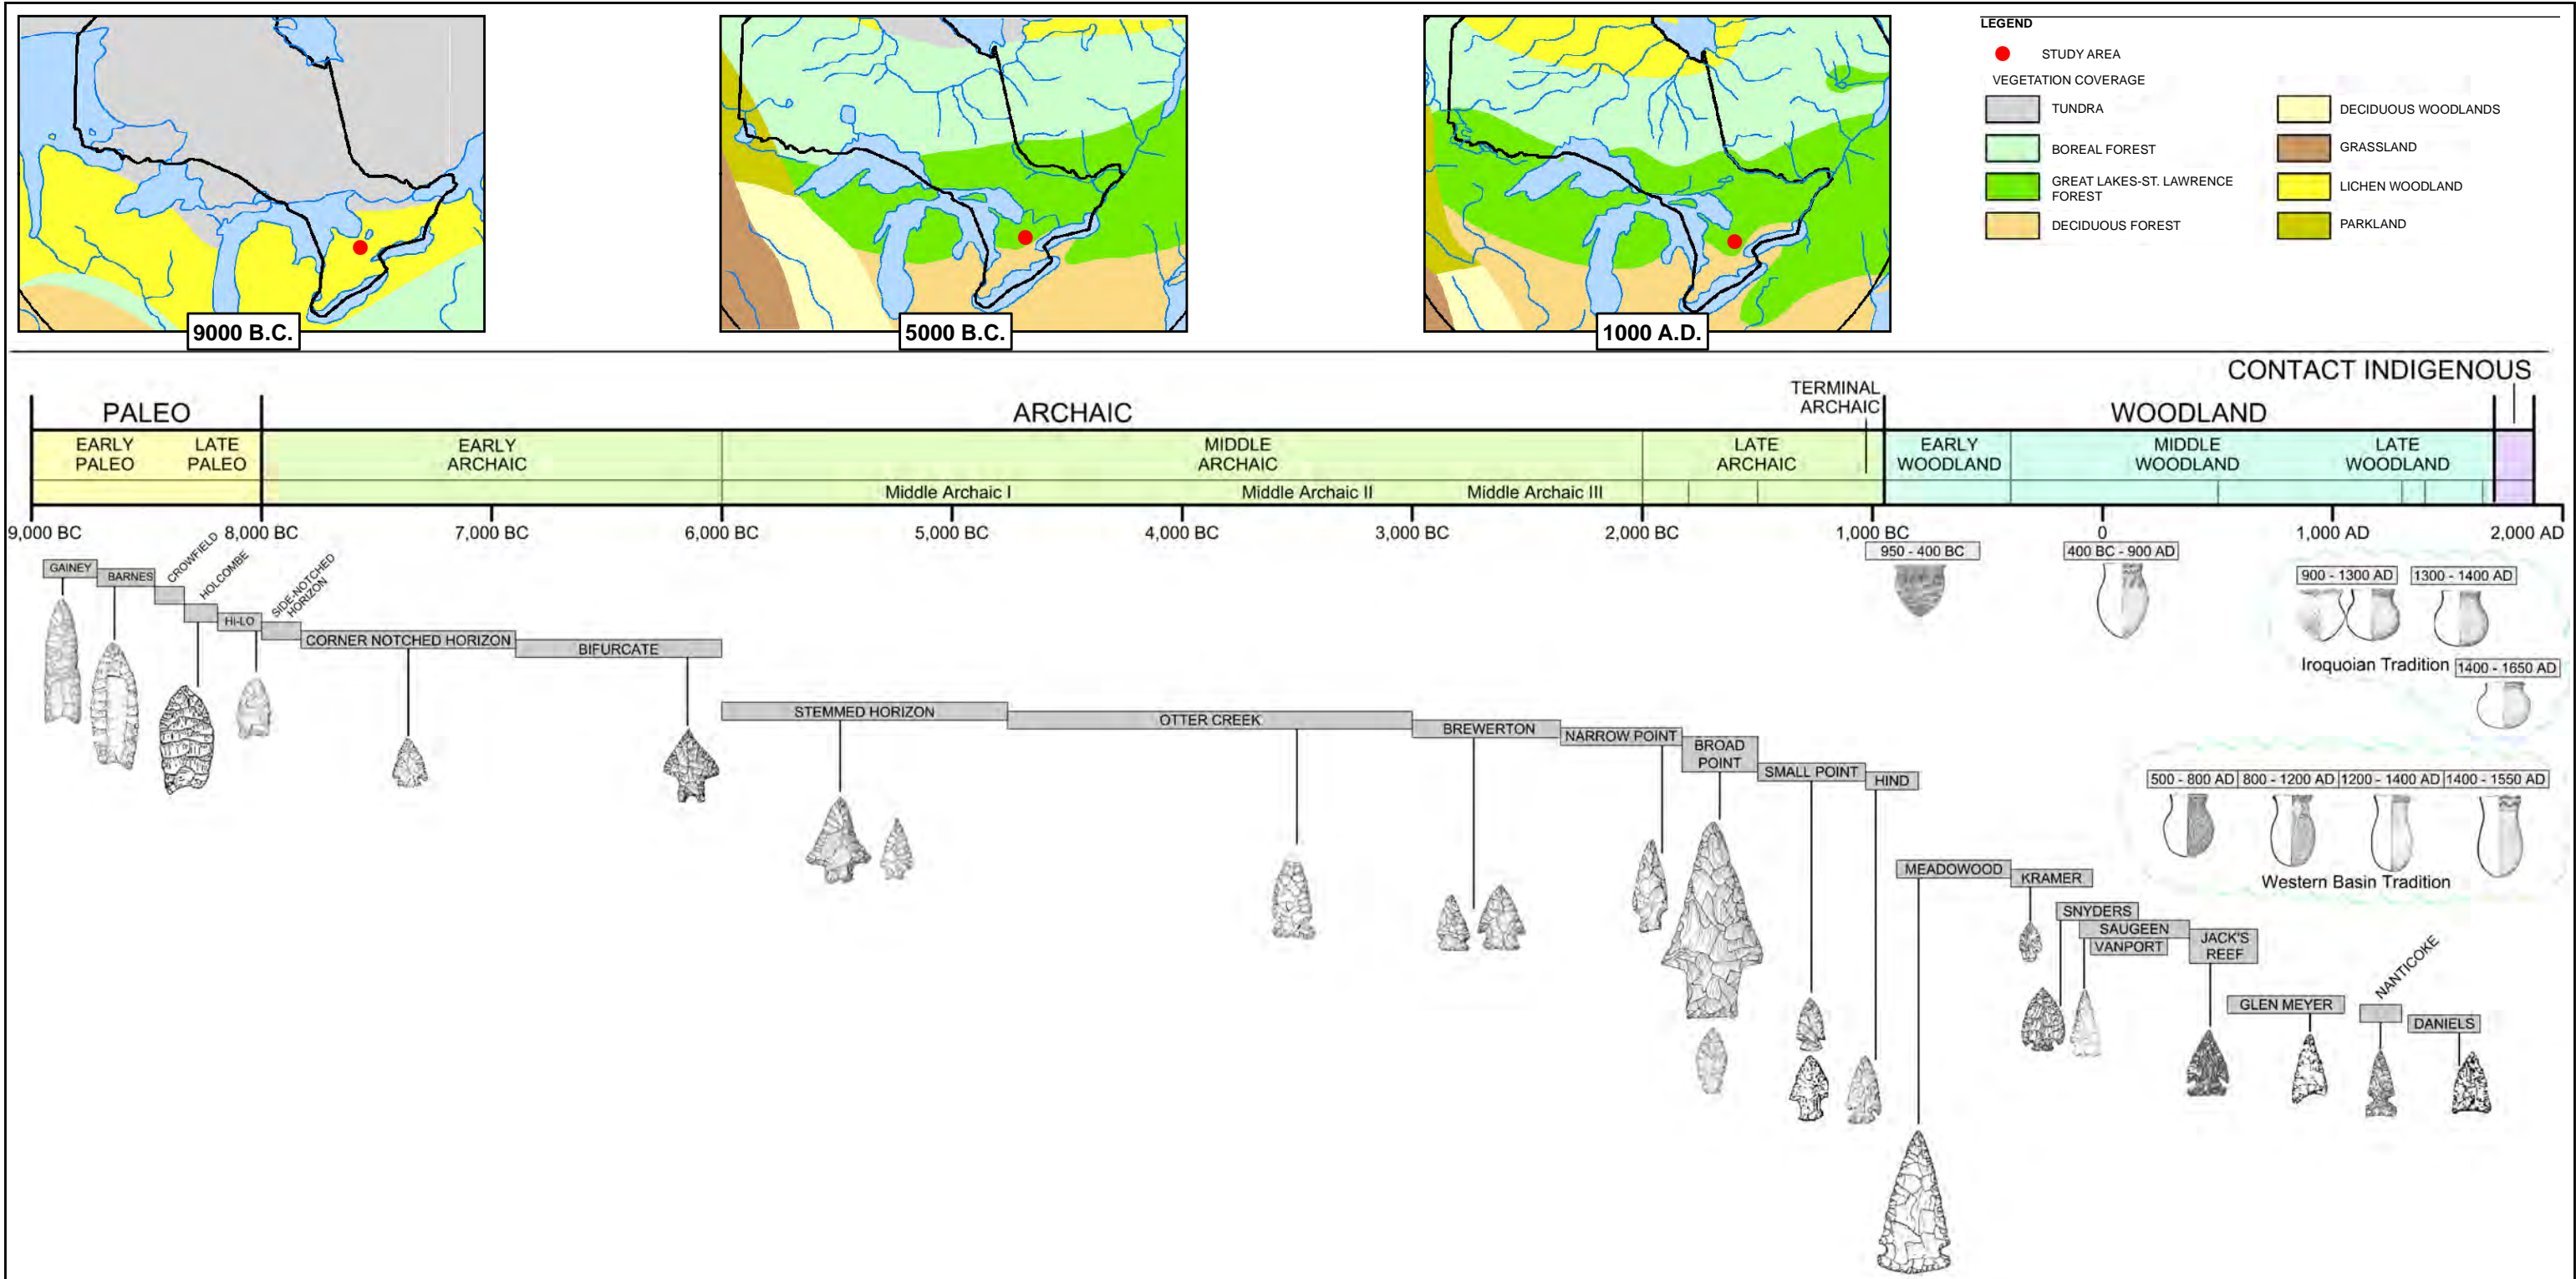 9000 B.C.
5000 B.C.
1000 A.D.
LEGEND
STUDY AREA
VEGETATION COVERAGE
TUNDRA
BOREAL FOREST
GREAT LAKES-ST. LAWRENCE
FOREST
DECIDUOUS FOREST
DECIDUOUS WOODLANDS
GRASSLAND
LICHEN WOODLAND
PARKLAND
CONTACT INDIGENOUS
PALEO
ARCHAIC
TERMINAL
ARCHAIC
WOODLAND
EARLY
PALEO
LATE
PALEO
EARLY
ARCHAIC
MIDDLE
ARCHAIC
LATE
ARCHAIC
EARLY
WOODLAND
MIDDLE
WOODLAND
LATE
WOODLAND
Middle Archaic I
Middle Archaic II
Middle Archaic III
9,000 BC
8,000 BC
7,000 BC
6,000 BC
5,000 BC
4,000 BC
3,000 BC
2,000 BC
1,000 BC
0
1,000 AD
2,000 AD
GAINEY
BARNES
CROWFIELD
HOLCOMBE
HI-LO
SIDE-NOTCHED
HORIZON
CORNER NOTCHED HORIZON
BIFURCATE
STEMMED HORIZON
OTTER CREEK
BREWERTON
NARROW POINT
BROAD
POINT
SMALL POINT
HIND
MEADOWOOD
KRAMER
SNYDERS
SAUGEEN
VANPORT
JACK'S
REEF
GLEN MEYER
NANTICOKE
DANIELS
950 - 400 BC
400 BC - 900 AD
900 - 1300 AD
1300 - 1400 AD
Iroquoian Tradition
1400 - 1650 AD
500 - 800 AD
800 - 1200 AD
1200 - 1400 AD
1400 - 1550 AD
Western Basin Tradition